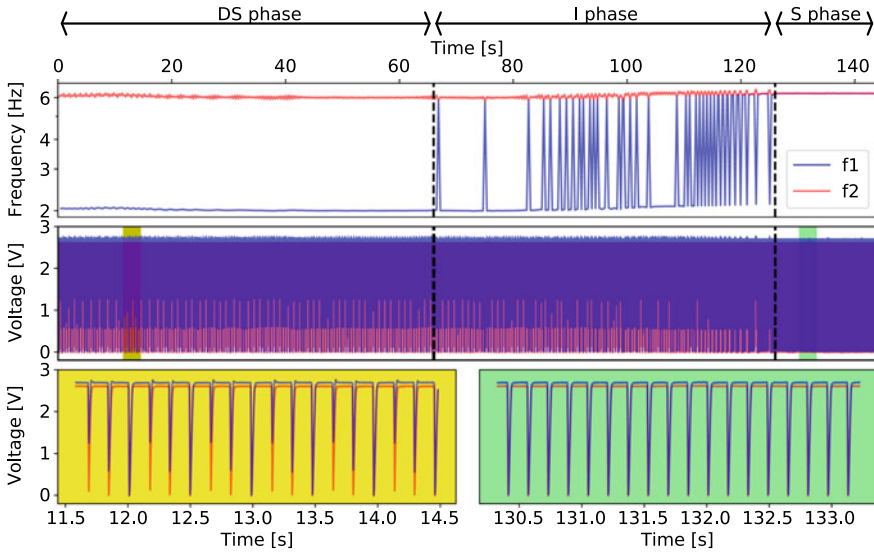 DS phase I phase S phase
Time [s]
0 20 40 60 80 100 120 140
Frequency [Hz]
6
4
3
2
f1
f2
Voltage [V]
3
2
1
0
Voltage [V]
3
2
1
0
11.5 12.0 12.5 13.0 13.5 14.0 14.5
Time [s]
130.5 131.0 131.5 132.0 132.5 133.0
Time [s]